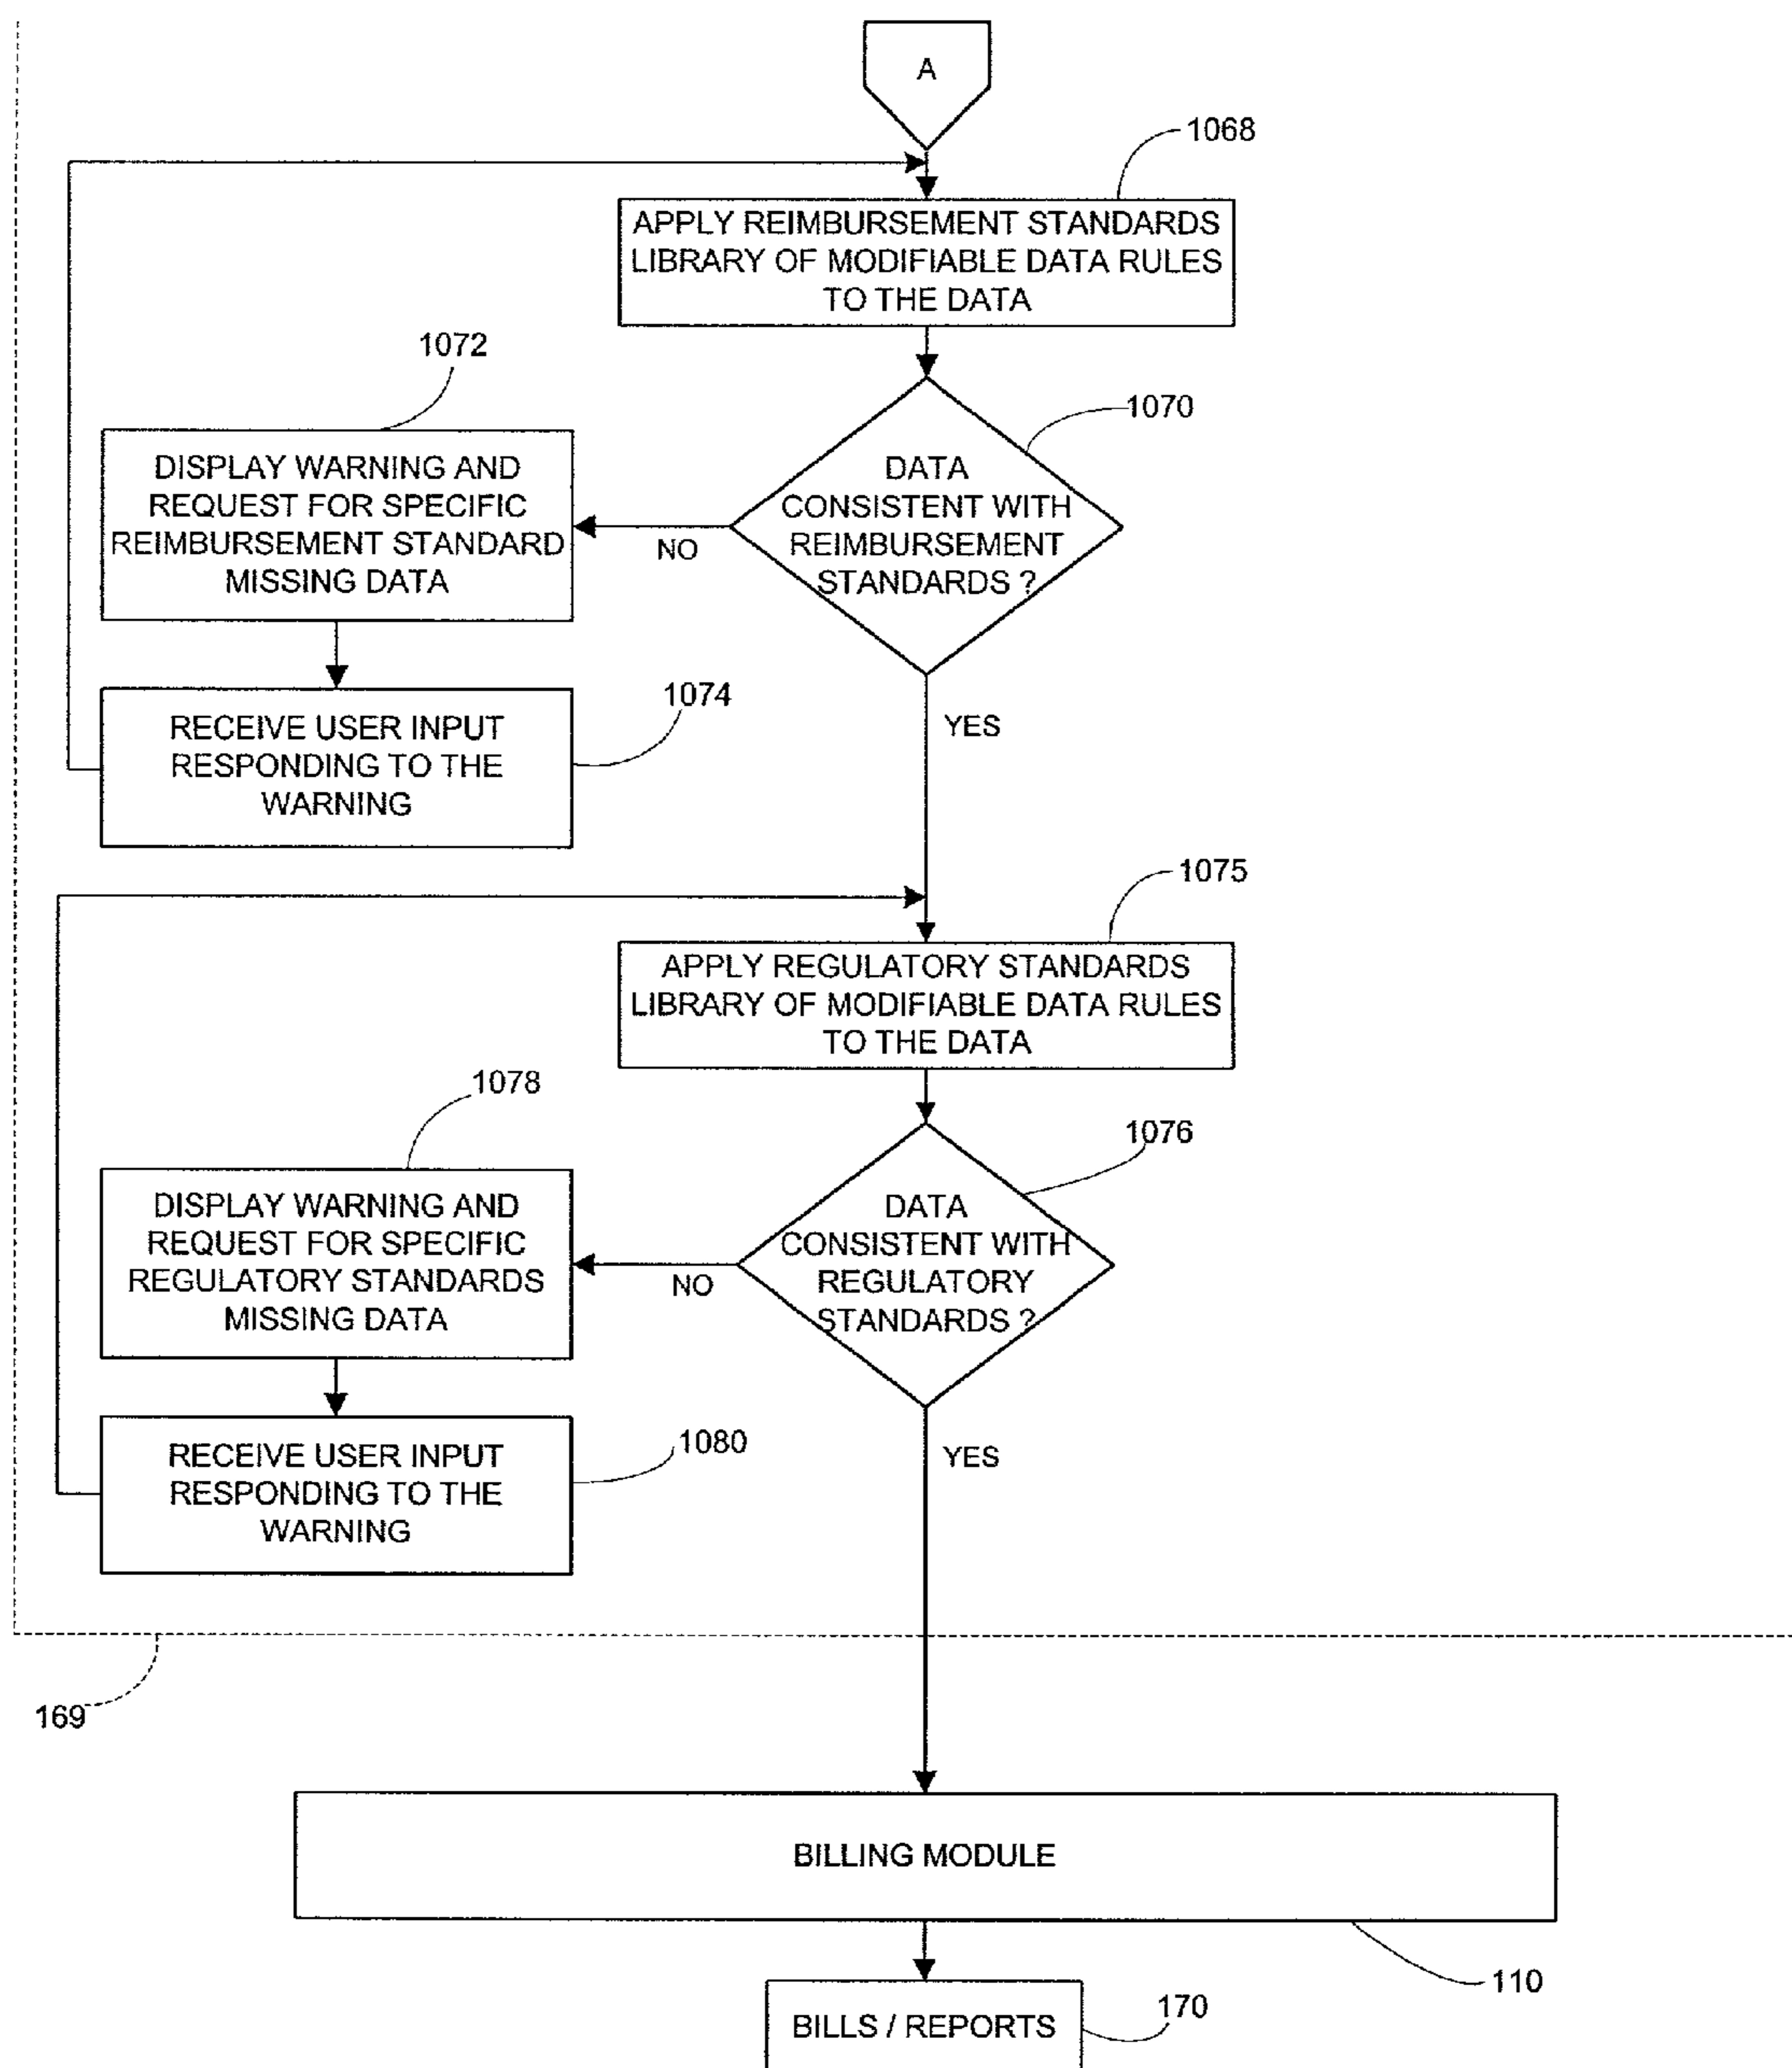 A
1068
APPLY REIMBURSEMENT STANDARDS
LIBRARY OF MODIFIABLE DATA RULES
TO THE DATA
1072
1070
DISPLAY WARNING AND
REQUEST FOR SPECIFIC
REIMBURSEMENT STANDARD
MISSING DATA
NO
DATA
CONSISTENT WITH
REIMBURSEMENT
STANDARDS ?
1074
RECEIVE USER INPUT
RESPONDING TO THE
WARNING
YES
1075
APPLY REGULATORY STANDARDS
LIBRARY OF MODIFIABLE DATA RULES
TO THE DATA
1078
1076
DISPLAY WARNING AND
REQUEST FOR SPECIFIC
REGULATORY STANDARDS
MISSING DATA
NO
DATA
CONSISTENT WITH
REGULATORY
STANDARDS ?
1080
RECEIVE USER INPUT
RESPONDING TO THE
WARNING
YES
169
BILLING MODULE
110
170
BILLS / REPORTS